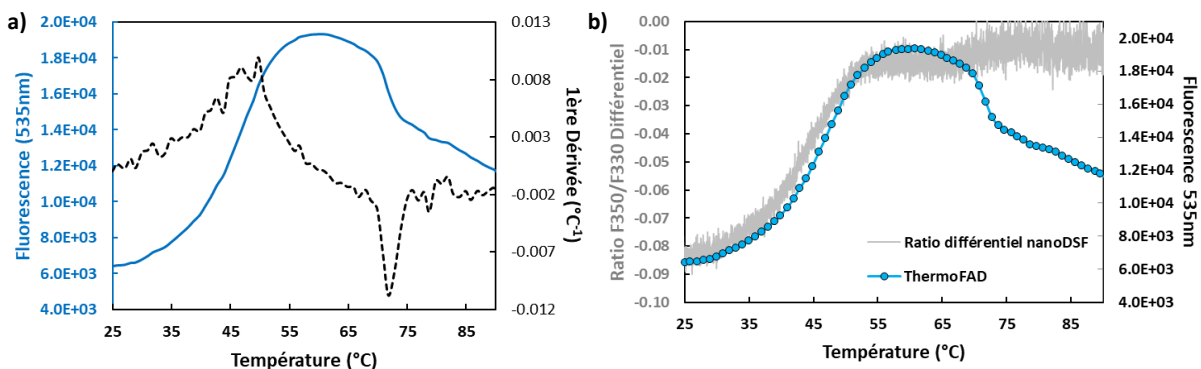 a)
2.0E+04
1.8E+04
1.6E+04
1.4E+04
1.2E+04
1.0E+04
8.0E+03
6.0E+03
4.0E+03
Fluorescence (535nm)
25 35 45 55 65 75 85
Température (°C)
0.013
0.008
0.003
-0.002
-0.007
-0.012
1ère Dérivée (°C-1)
b)
0.00
-0.01
-0.02
-0.03
-0.04
-0.05
-0.06
-0.07
-0.08
-0.09
-0.10
Ratio F350/F330 Différentiel
Ratio différentiel nanoDSF
ThermoFAD
25 35 45 55 65 75 85
Température (°C)
2.0E+04
1.8E+04
1.6E+04
1.4E+04
1.2E+04
1.0E+04
8.0E+03
6.0E+03
4.0E+03
Fluorescence 535nm